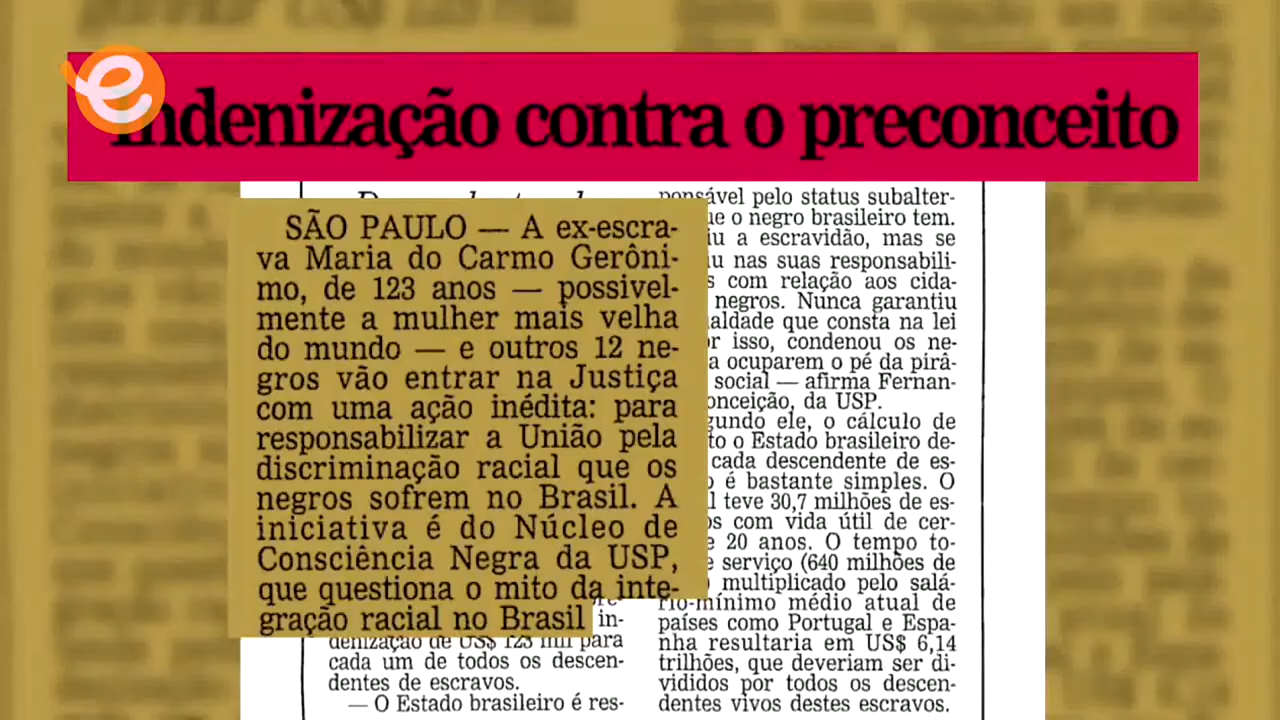 Indenização contra o preconceito
SÃO PAULO — A ex-escra-
va Maria do Carmo Gerôni-
mo, de 123 anos — possivel-
mente a mulher mais velha
do mundo — e outros 12 ne-
gros vão entrar na Justiça
com uma ação inédita: para
responsabilizar a União pela
discriminação racial que os
negros sofrem no Brasil. A
iniciativa é do Núcleo de
Consciência Negra da USP,
que questiona o mito da inte-
gração racial no Brasil
in-
denização de US$ 123 mil para
cada um de todos os descen-
dentes de escravos.
— O Estado brasileiro é res-
ponsável pelo status subalter-
ue o negro brasileiro tem.
iu a escravidão, mas se
iu nas suas responsabili-
s com relação aos cida-
negros. Nunca garantiu
aldade que consta na lei
r isso, condenou os ne-
a ocuparem o pé da pirâ-
social — afirma Fernan-
onceição, da USP.
gundo ele, o cálculo de
to o Estado brasileiro de-
cada descendente de es-
o é bastante simples. O
l teve 30,7 milhões de es-
os com vida útil de cer-
e 20 anos. O tempo to-
e serviço (640 milhões de
multiplicado pelo salá-
rio-mínimo médio atual de
países como Portugal e Espa-
nha resultaria em US$ 6,14
trilhões, que deveriam ser di-
vididos por todos os descen-
dentes vivos destes escravos.